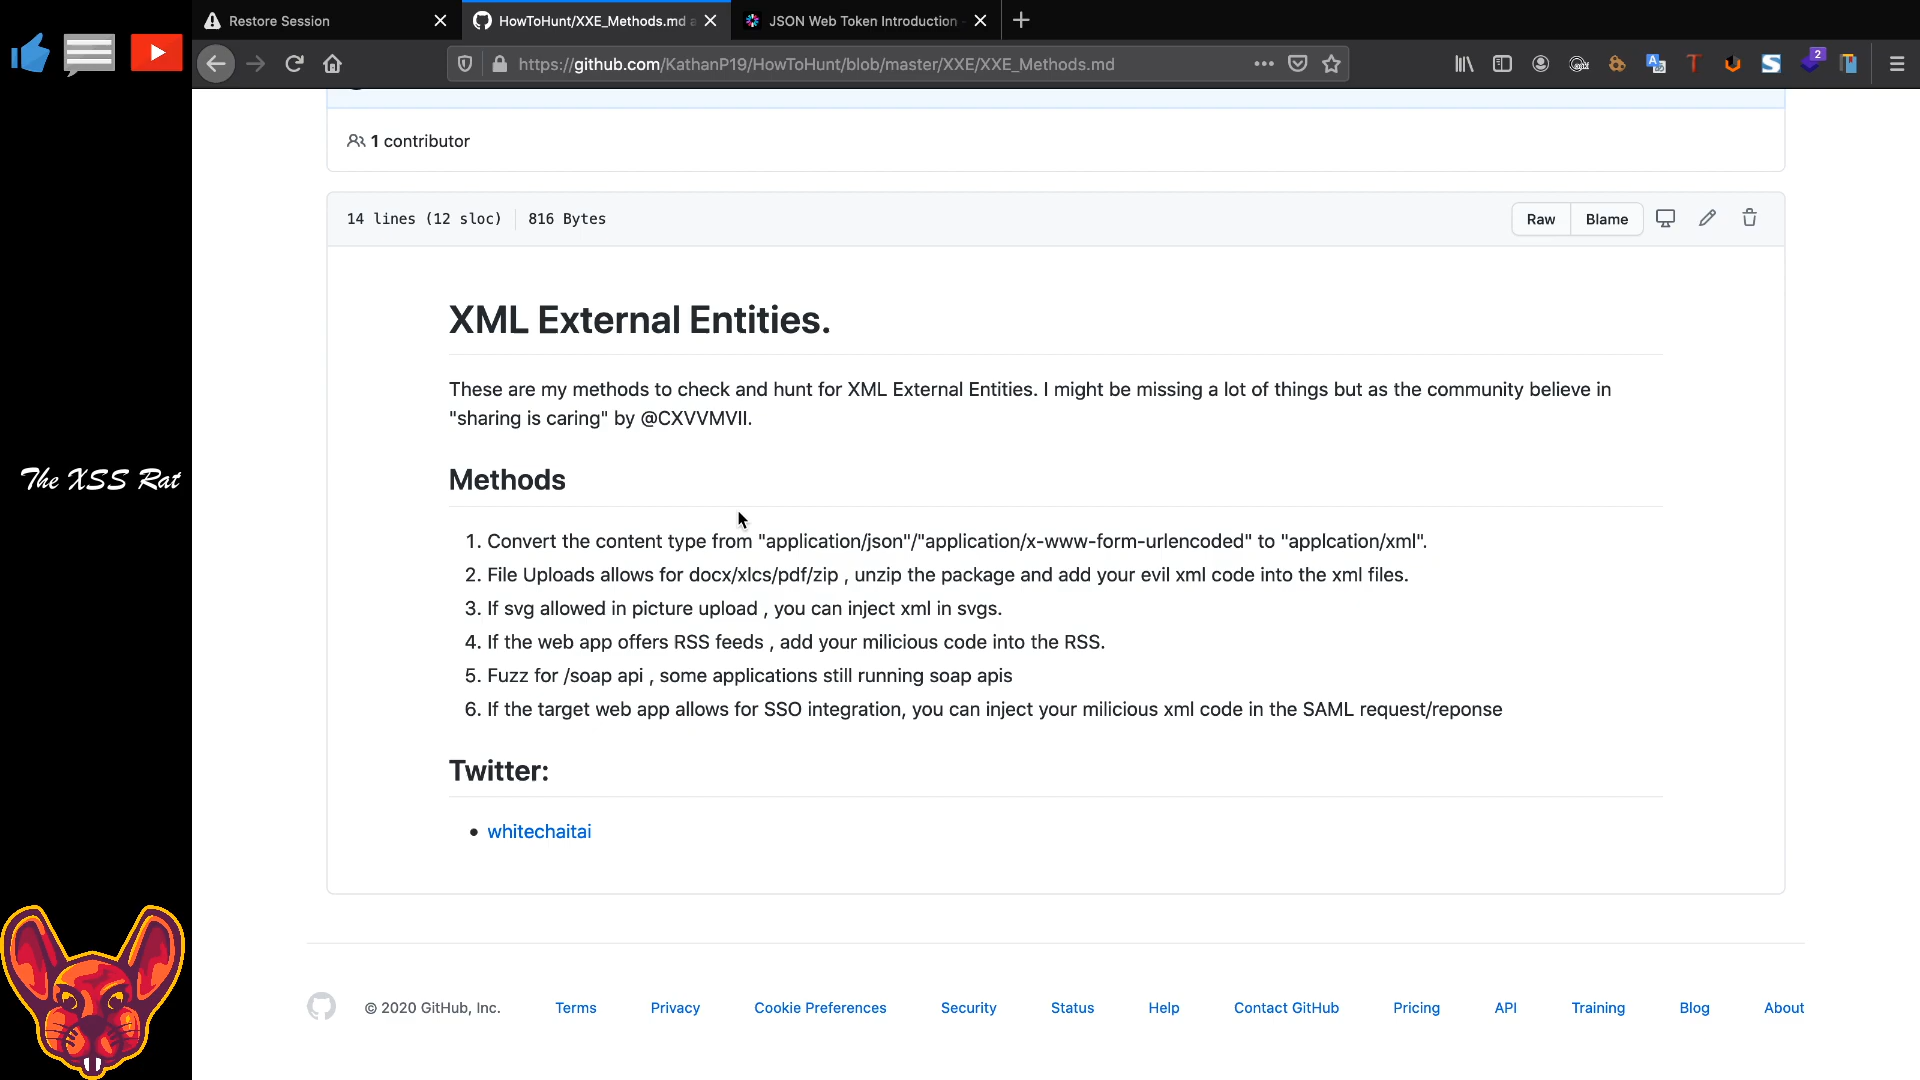 Restore Session
HowToHunt/XXE_Methods.md a
JSON Web Token Introduction
https://github.com/KathanP19/HowToHunt/blob/master/XXE/XXE_Methods.md
2
1 contributor
14 lines (12 sloc) 816 Bytes
Raw
Blame
XML External Entities.
These are my methods to check and hunt for XML External Entities. I might be missing a lot of things but as the community believe in
"sharing is caring" by @CXVVMVII.
The XSS Rat
Methods
1. Convert the content type from "application/json"/"application/x-www-form-urlencoded" to "applcation/xml".
2. File Uploads allows for docx/xlcs/pdf/zip , unzip the package and add your evil xml code into the xml files.
3. If svg allowed in picture upload , you can inject xml in svgs.
4. If the web app offers RSS feeds , add your milicious code into the RSS.
5. Fuzz for /soap api , some applications still running soap apis
6. If the target web app allows for SSO integration, you can inject your milicious xml code in the SAML request/reponse
Twitter:
• whitechaitai
© 2020 GitHub, Inc.
Terms
Privacy
Cookie Preferences
Security
Status
Help
Contact GitHub
Pricing
API
Training
Blog
About